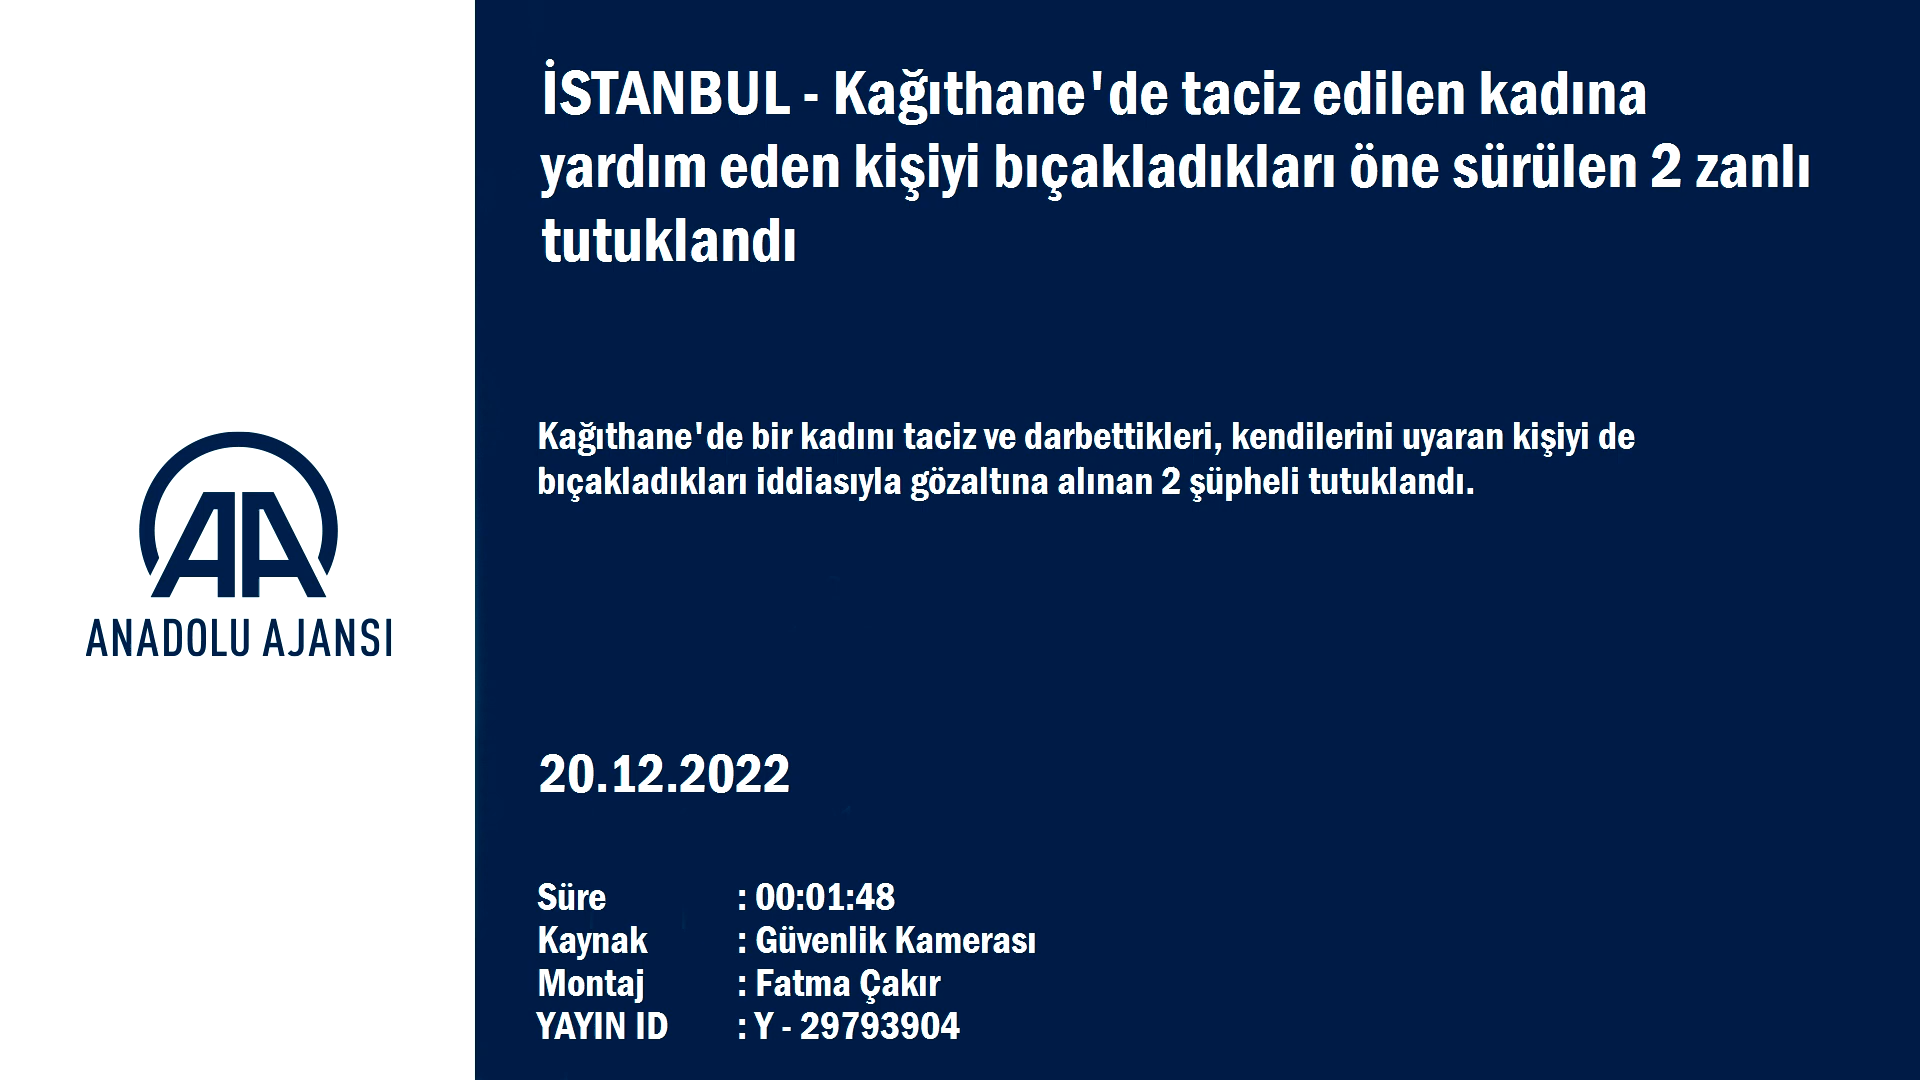 İSTANBUL - Kağıthane'de taciz edilen kadına
yardım eden kişiyi bıçakladıkları öne sürülen 2 zanlı
tutuklandı
Kağıthane'de bir kadını taciz ve darbettikleri, kendilerini uyaran kişiyi de
bıçakladıkları iddiasıyla gözaltına alınan 2 şüpheli tutuklandı.
AA
ANADOLU AJANSI
20.12.2022
Süre : 00:01:48
Kaynak : Güvenlik Kamerası
Montaj : Fatma Çakır
YAYIN ID : Y - 29793904